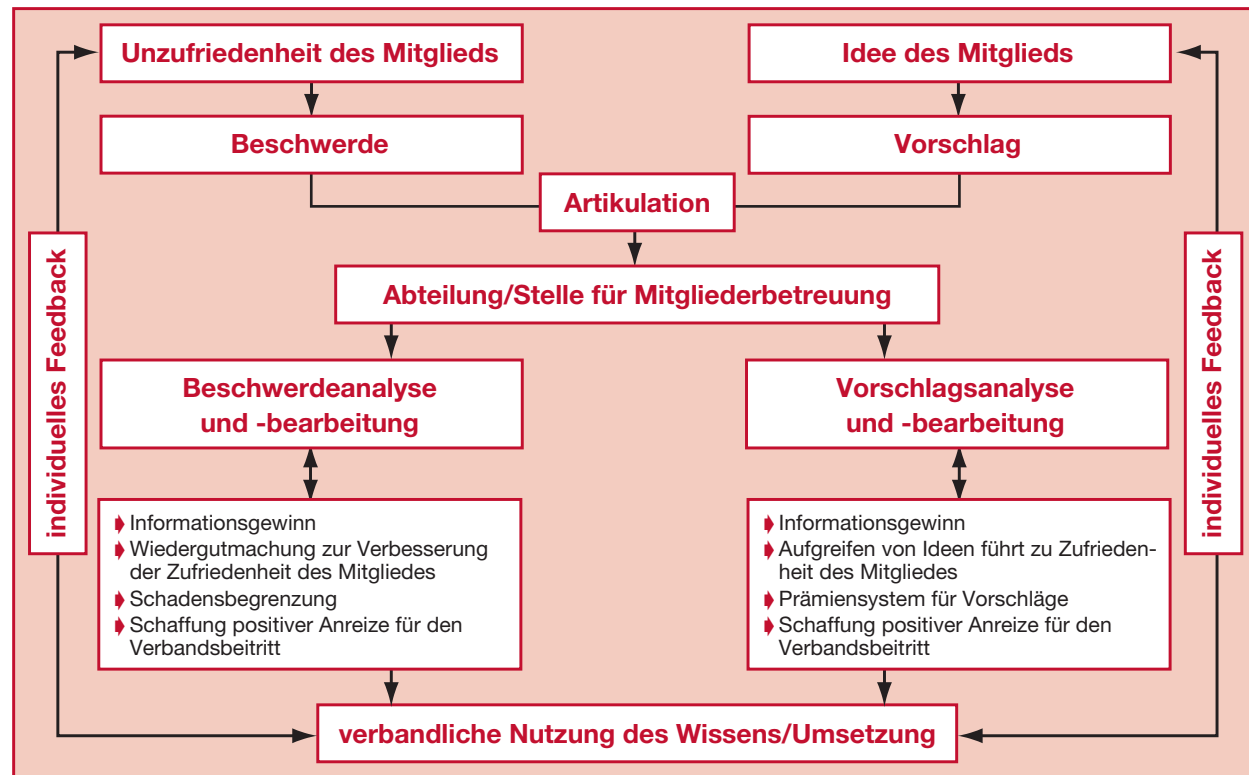 Unzufriedenheit des Mitglieds
Idee des Mitglieds
Beschwerde
Vorschlag
Artikulation
individuelles Feedback
individuelles Feedback
Abteilung/Stelle für Mitgliederbetreuung
Beschwerdeanalyse
und -bearbeitung
Vorschlagsanalyse
und -bearbeitung
Informationsgewinn
Wiedergutmachung zur Verbesserung
der Zufriedenheit des Mitgliedes
Schadensbegrenzung
Schaffung positiver Anreize für den
Verbandsbeitritt
Informationsgewinn
Aufgreifen von Ideen führt zu Zufrieden-
heit des Mitgliedes
Prämiensystem für Vorschläge
Schaffung positiver Anreize für den
Verbandsbeitritt
verbandliche Nutzung des Wissens/Umsetzung